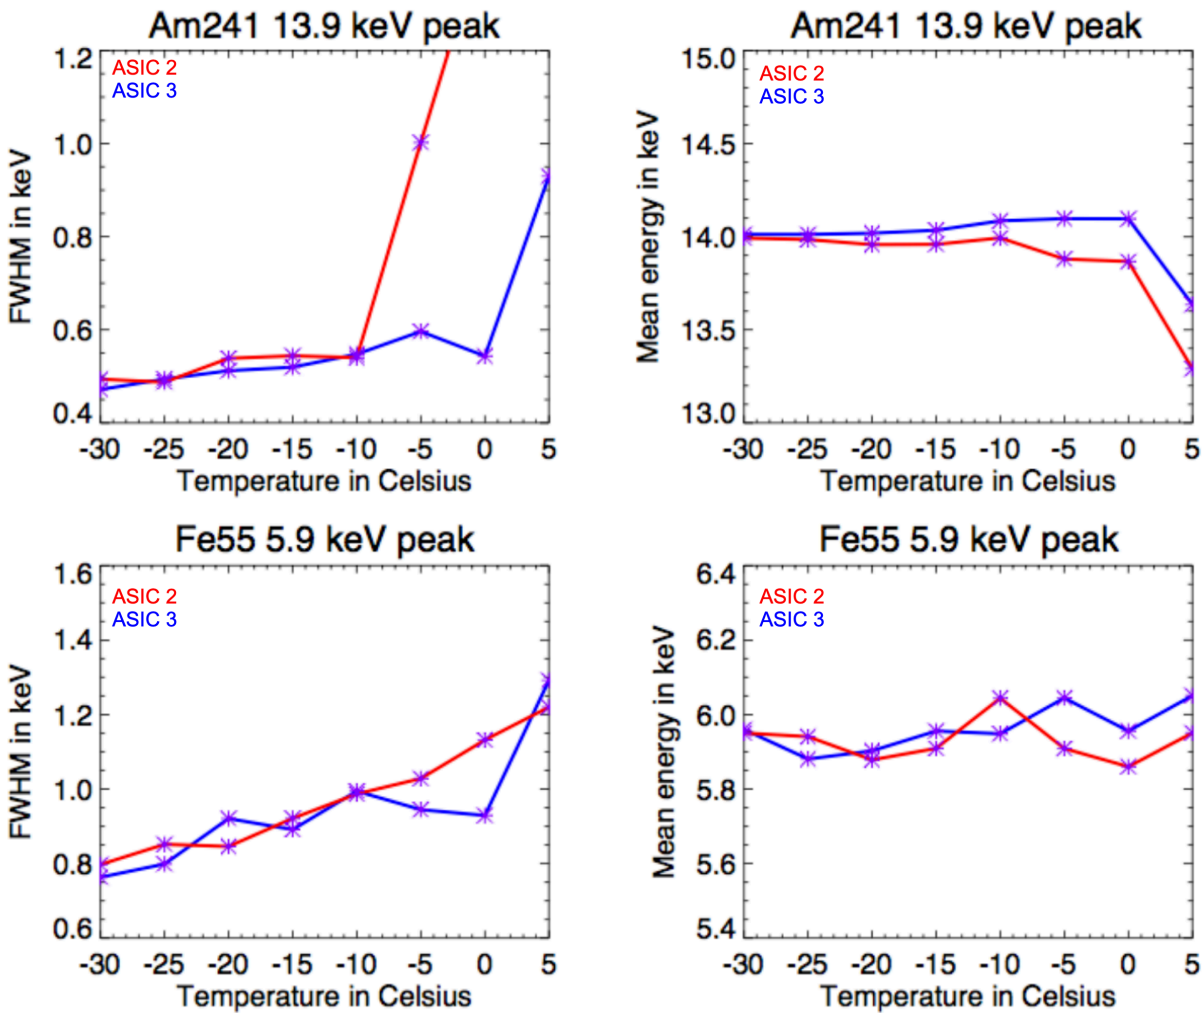 Am241 13.9 keV peak
ASIC 2
ASIC 3
1.2
1.0
0.8
0.6
0.4
FWHM in keV
-30 -25 -20 -15 -10 -5 0 5
Temperature in Celsius
Am241 13.9 keV peak
ASIC 2
ASIC 3
15.0
14.5
14.0
13.5
13.0
Mean energy in keV
-30 -25 -20 -15 -10 -5 0 5
Temperature in Celsius
Fe55 5.9 keV peak
ASIC 2
ASIC 3
1.6
1.4
1.2
1.0
0.8
0.6
FWHM in keV
-30 -25 -20 -15 -10 -5 0 5
Temperature in Celsius
Fe55 5.9 keV peak
ASIC 2
ASIC 3
6.4
6.2
6.0
5.8
5.6
5.4
Mean energy in keV
-30 -25 -20 -15 -10 -5 0 5
Temperature in Celsius